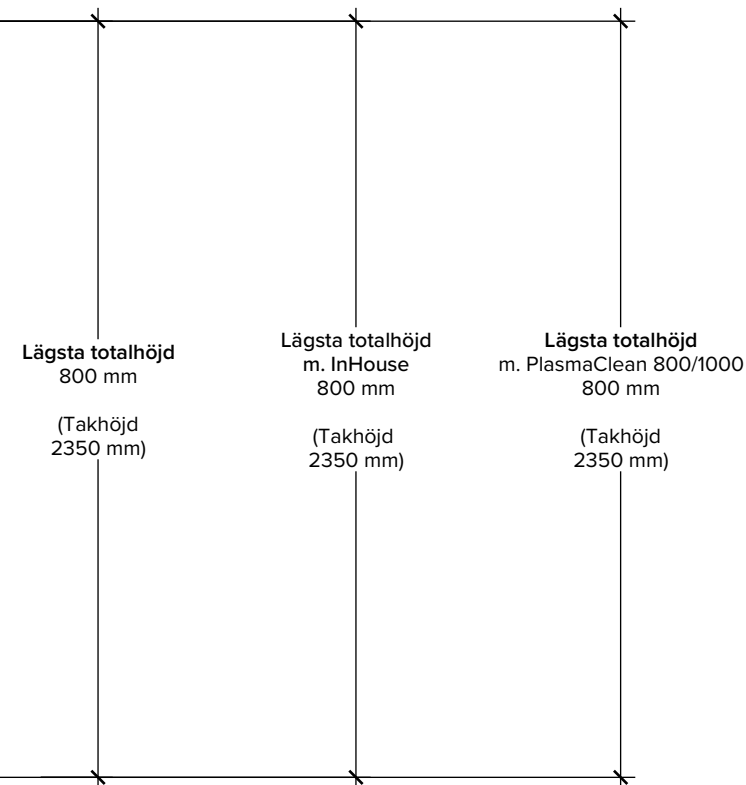 Lägsta totalhöjd
800 mm
(Takhöjd
2350 mm)
Lägsta totalhöjd
m. InHouse
800 mm
(Takhöjd
2350 mm)
Lägsta totalhöjd
m. PlasmaClean 800/1000
800 mm
(Takhöjd
2350 mm)